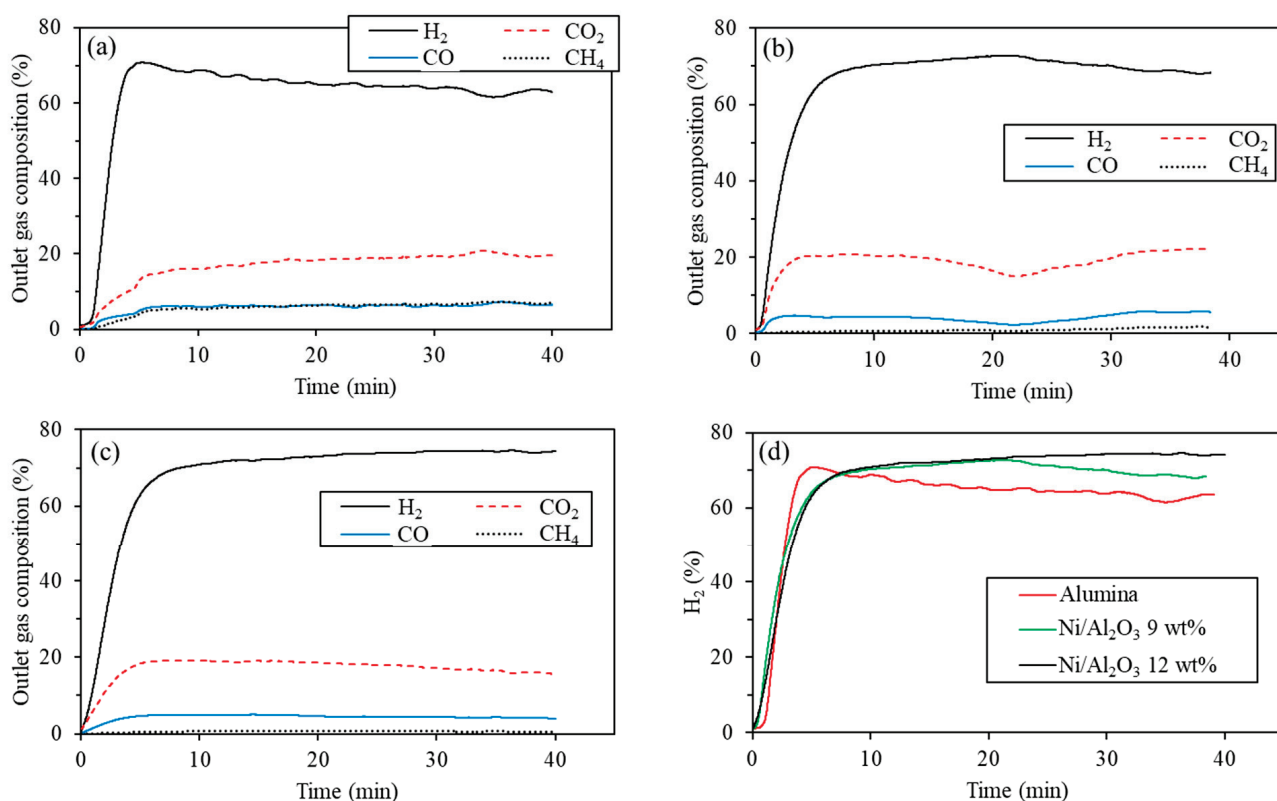 (a)
H2 CO2
CO CH4
Outlet gas composition (%)
80
60
40
20
0
0 10 20 30 40
Time (min)
(b)
H2 CO2
CO CH4
Outlet gas composition (%)
80
60
40
20
0
0 10 20 30 40
Time (min)
(c)
H2 CO2
CO CH4
Outlet gas composition (%)
80
60
40
20
0
0 10 20 30 40
Time (min)
(d)
Alumina
Ni/Al2O3 9 wt%
Ni/Al2O3 12 wt%
H2 (%)
80
60
40
20
0
0 10 20 30 40
Time (min)